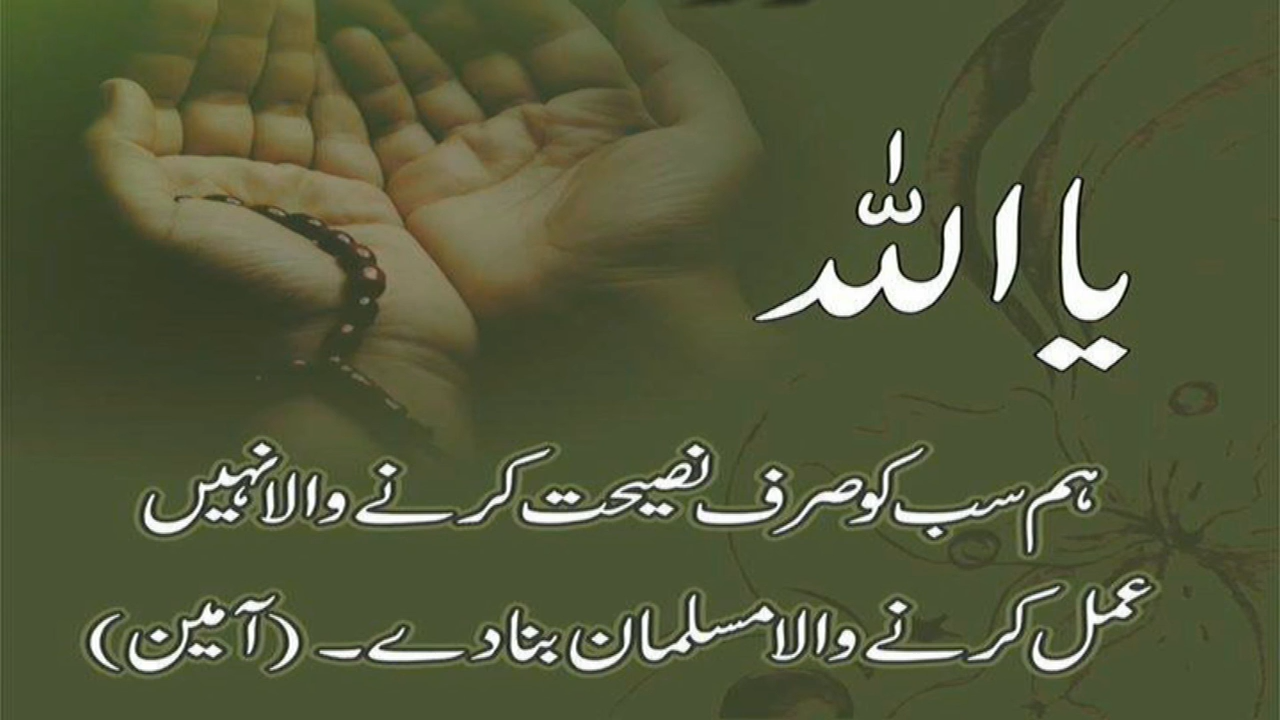 یا اللہ
ہم سب کو صرف نصیحت کرنے والا نہیں
عمل کرنے والا مسلمان بنا دے۔ (آمین)